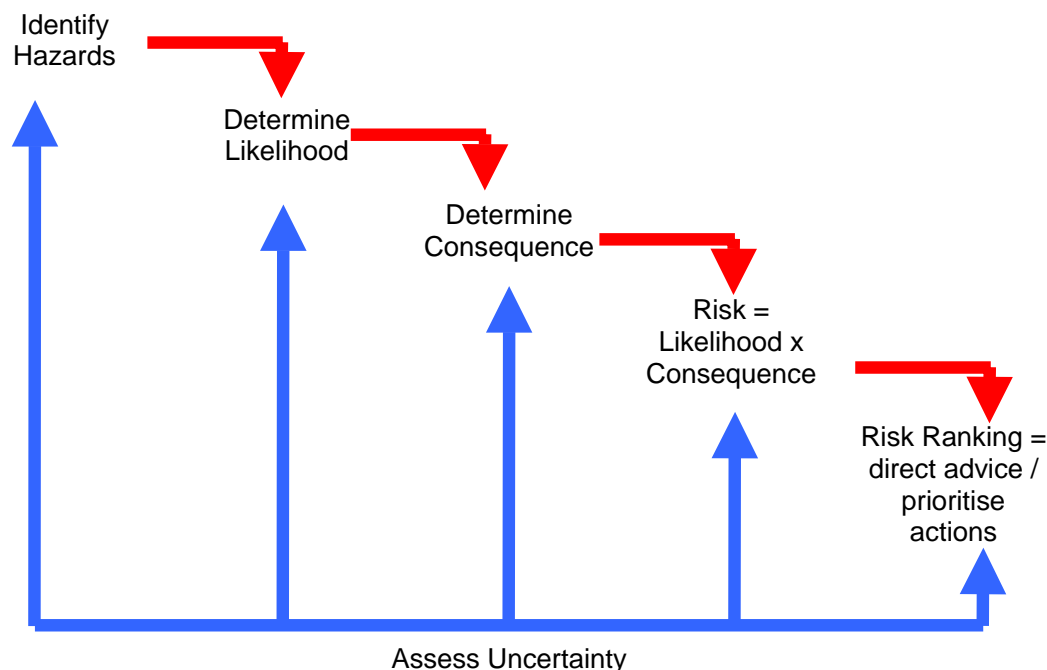 Identify
Hazards
Determine
Likelihood
Determine
Consequence
Risk =
Likelihood x
Consequence
Risk Ranking =
direct advice /
prioritise
actions
Assess Uncertainty